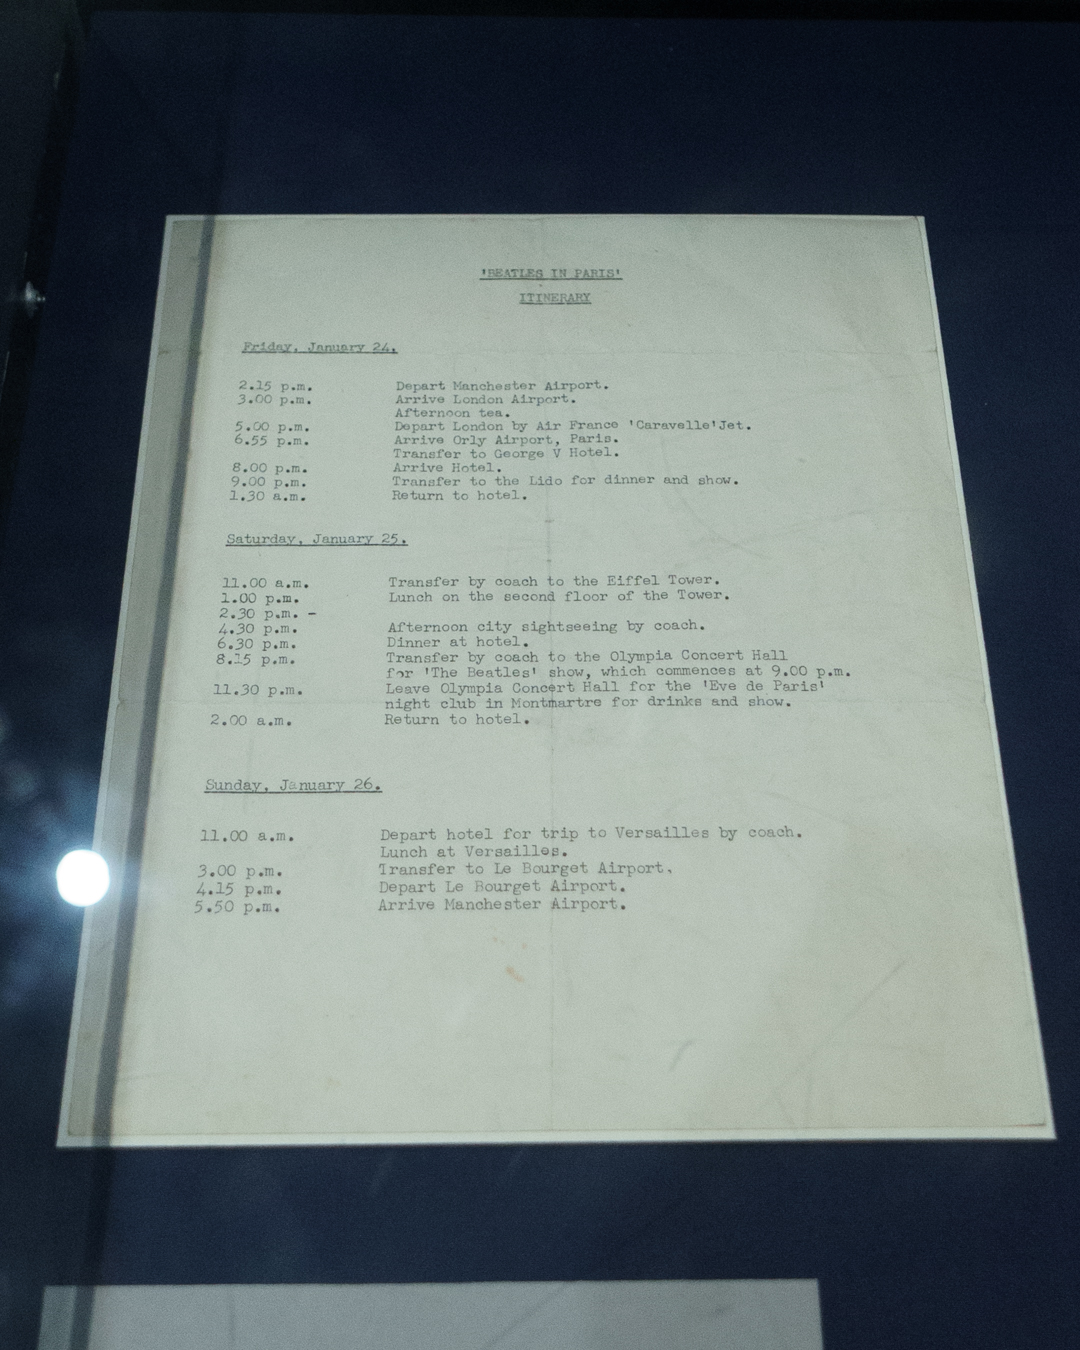 'BEATLES IN PARIS'
ITINERARY
Friday, January 24.
2.15 p.m. Depart Manchester Airport.
3.00 p.m. Arrive London Airport.
Afternoon tea.
5.00 p.m. Depart London by Air France 'Caravelle'Jet.
6.55 p.m. Arrive Orly Airport, Paris.
Transfer to George V Hotel.
8.00 p.m. Arrive Hotel.
9.00 p.m. Transfer to the Lido for dinner and show.
1.30 a.m. Return to hotel.
Saturday, January 25.
11.00 a.m. Transfer by coach to the Eiffel Tower.
1.00 p.m. Lunch on the second floor of the Tower.
2.30 p.m. -
4.30 p.m. Afternoon city sightseeing by coach.
6.30 p.m. Dinner at hotel.
8.15 p.m. Transfer by coach to the Olympia Concert Hall
for 'The Beatles' show, which commences at 9.00 p.m.
11.30 p.m. Leave Olympia Concert Hall for the 'Eve de Paris'
night club in Montmartre for drinks and show.
2.00 a.m. Return to hotel.
Sunday, January 26.
11.00 a.m. Depart hotel for trip to Versailles by coach.
Lunch at Versailles.
3.00 p.m. Transfer to Le Bourget Airport.
4.15 p.m. Depart Le Bourget Airport.
5.50 p.m. Arrive Manchester Airport.